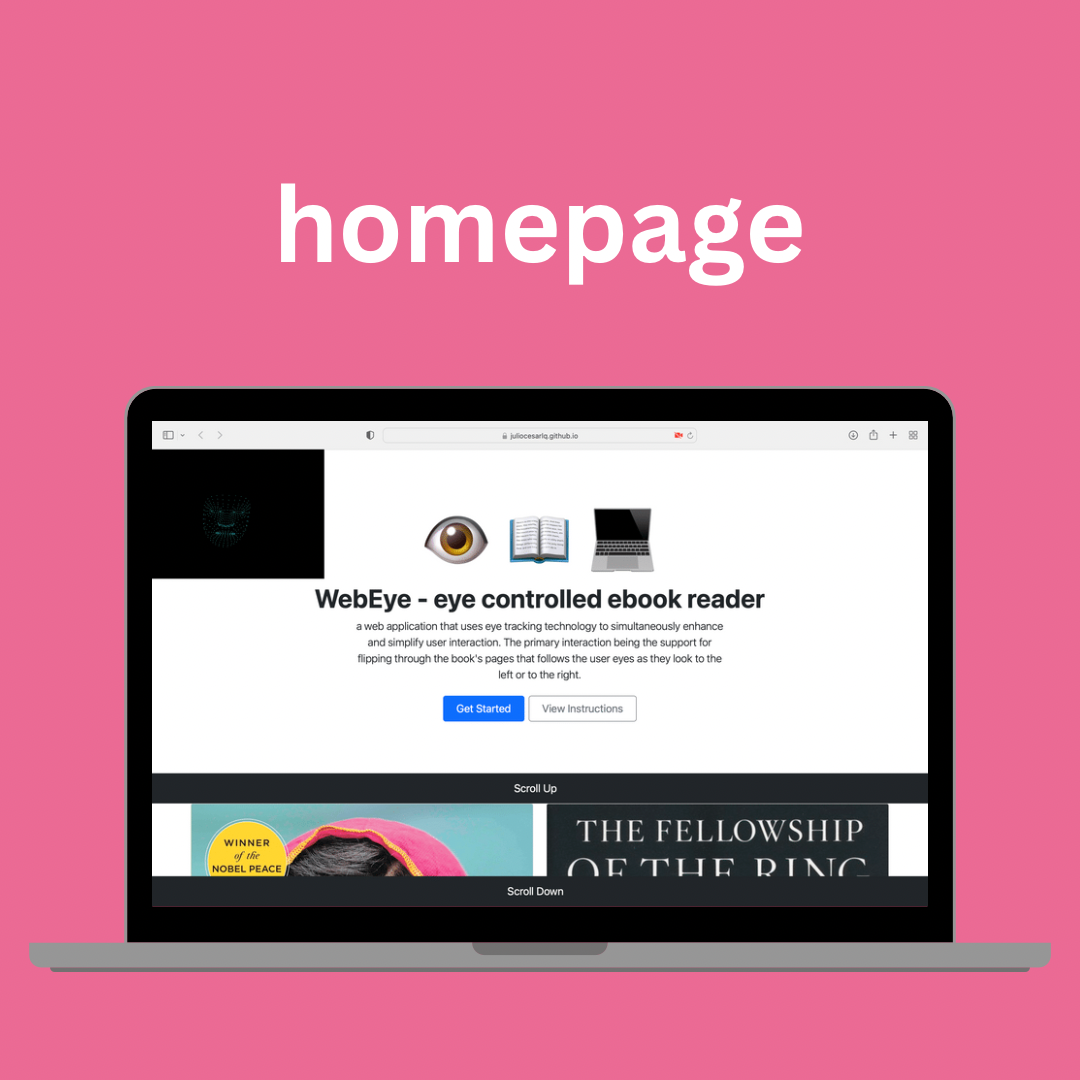 homepage
juliocesarlq.github.io
WebEye - eye controlled ebook reader
a web application that uses eye tracking technology to simultaneously enhance
and simplify user interaction. The primary interaction being the support for
flipping through the book's pages that follows the user eyes as they look to the
left or to the right.
Get Started
View Instructions
Scroll Up
WINNER
of the
NOBEL PEACE
THE FELLOWSHIP
OF THE RING
Scroll Down